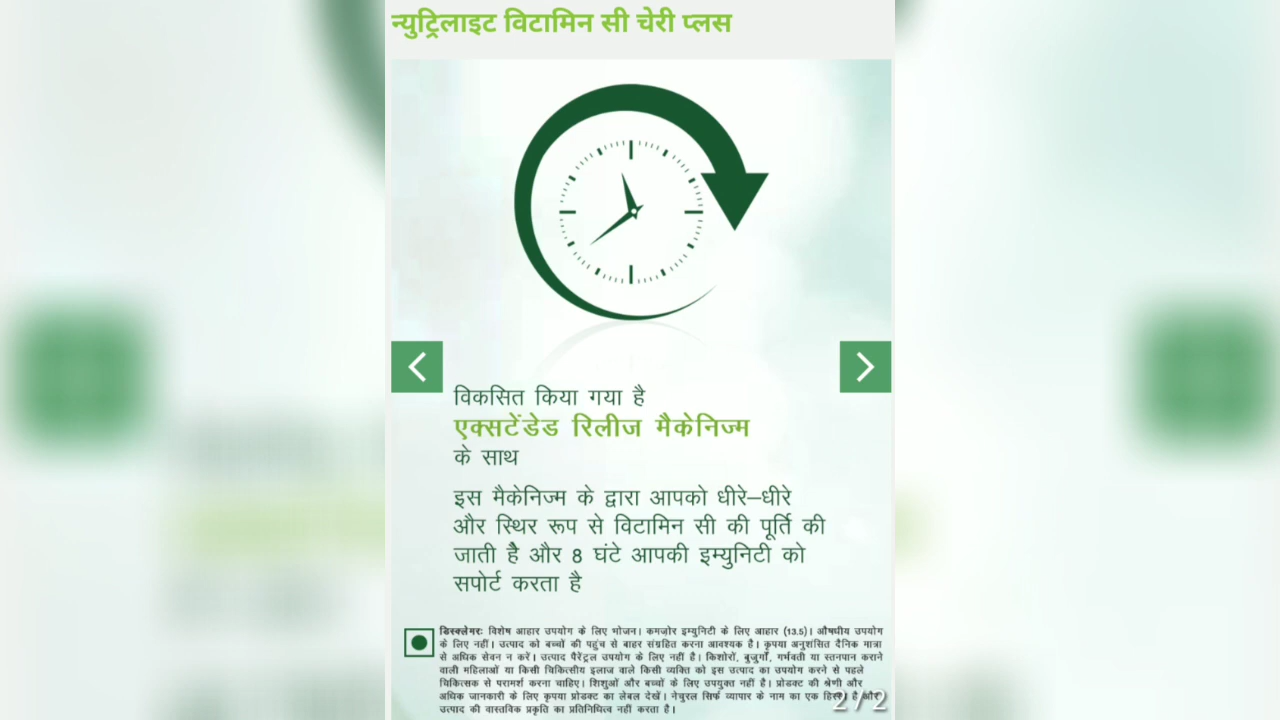 न्युट्रिलाइट विटामिन सी चेरी प्लस
विकसित किया गया है
एक्सटेंडेड रिलीज मैकेनिज्म
के साथ
इस मैकेनिज्म के द्वारा आपको धीरे–धीरे
और स्थिर रूप से विटामिन सी की पूर्ति की
जाती है और 8 घंटे आपकी इम्युनिटी को
सपोर्ट करता है
डिस्क्लेमरः विशेष आहार उपयोग के लिए भोजन। कमजोर इम्युनिटी के लिए आहार (13.5)। औषधीय उपयोग
के लिए नहीं। उत्पाद को बच्चों की पहुंच से बाहर संग्रहित करना आवश्यक है। कृपया अनुशंसित दैनिक मात्रा
से अधिक सेवन न करें। उत्पाद पैरेंट्रल उपयोग के लिए नहीं है। किशोरों, बुजुर्गों, गर्भवती या स्तनपान कराने
वाली महिलाओं या किसी चिकित्सीय इलाज वाले किसी व्यक्ति को इस उत्पाद का उपयोग करने से पहले
चिकित्सक से परामर्श करना चाहिए। शिशुओं और बच्चों के लिए उपयुक्त नहीं है। प्रोडक्ट की श्रेणी और
अधिक जानकारी के लिए कृपया प्रोडक्ट का लेबल देखें। नेचुरल सिर्फ व्यापार के नाम का एक हिस्सा है और
उत्पाद की वास्तविक प्रकृति का प्रतिनिधित्व नहीं करता है।
2 / 2